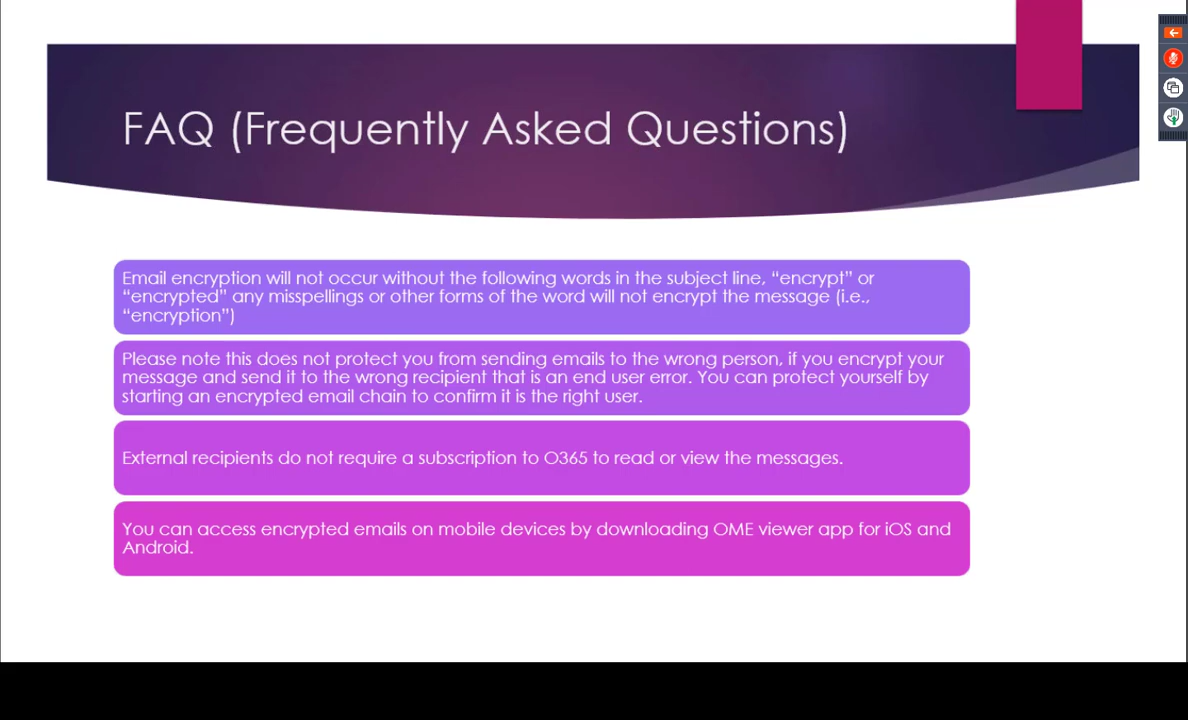 FAQ (Frequently Asked Questions)
Email encryption will not occur without the following words in the subject line, “encrypt” or
“encrypted” any misspellings or other forms of the word will not encrypt the message (i.e.,
“encryption”)
Please note this does not protect you from sending emails to the wrong person, if you encrypt your
message and send it to the wrong recipient that is an end user error. You can protect yourself by
starting an encrypted email chain to confirm it is the right user.
External recipients do not require a subscription to O365 to read or view the messages.
You can access encrypted emails on mobile devices by downloading OME viewer app for iOS and
Android.